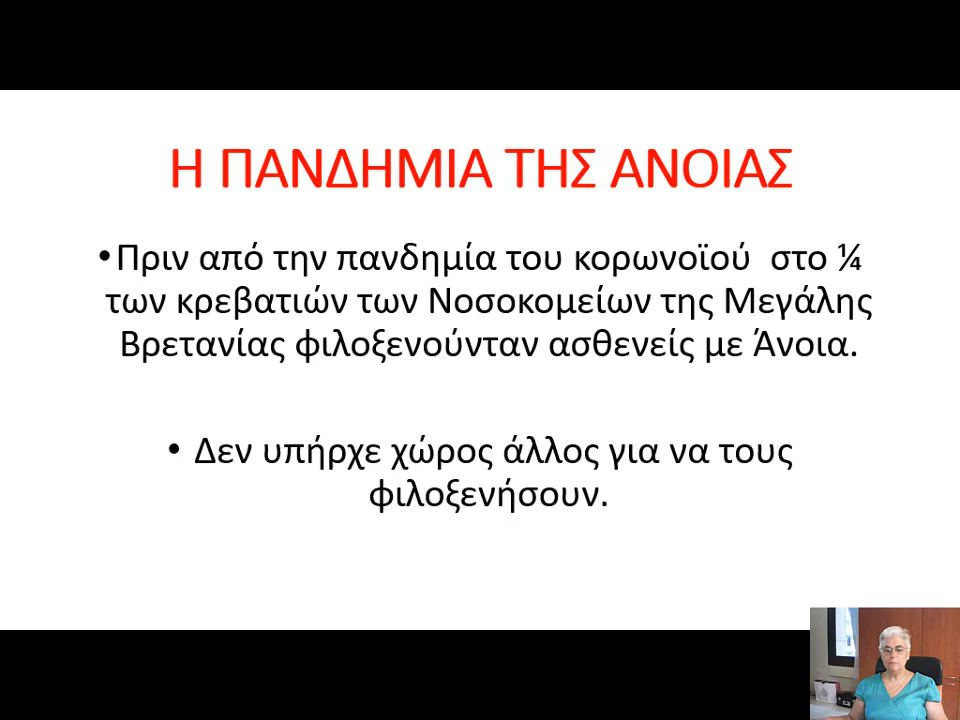 Η ΠΑΝΔΗΜΙΑ ΤΗΣ ΑΝΟΙΑΣ
•Πριν από την πανδημία του κορωνοϊού  στο ¼
των κρεβατιών των Νοσοκομείων της Μεγάλης
Βρετανίας φιλοξενούνταν ασθενείς με Άνοια.
• Δεν υπήρχε χώρος άλλος για να τους
φιλοξενήσουν.